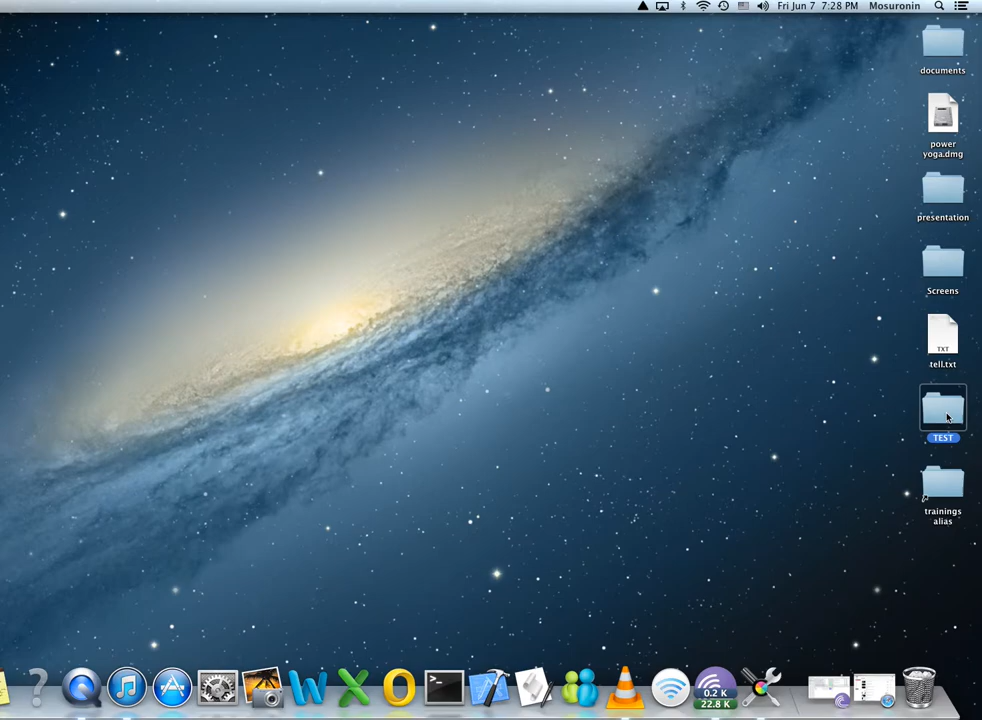 Fri Jun 7 7:28 PM Mosuronin
documents
power
yoga.dmg
presentation
Screens
TXT
tell.txt
TEST
trainings
alias
?
W
X
O
>_
0.2 K
22.8 K